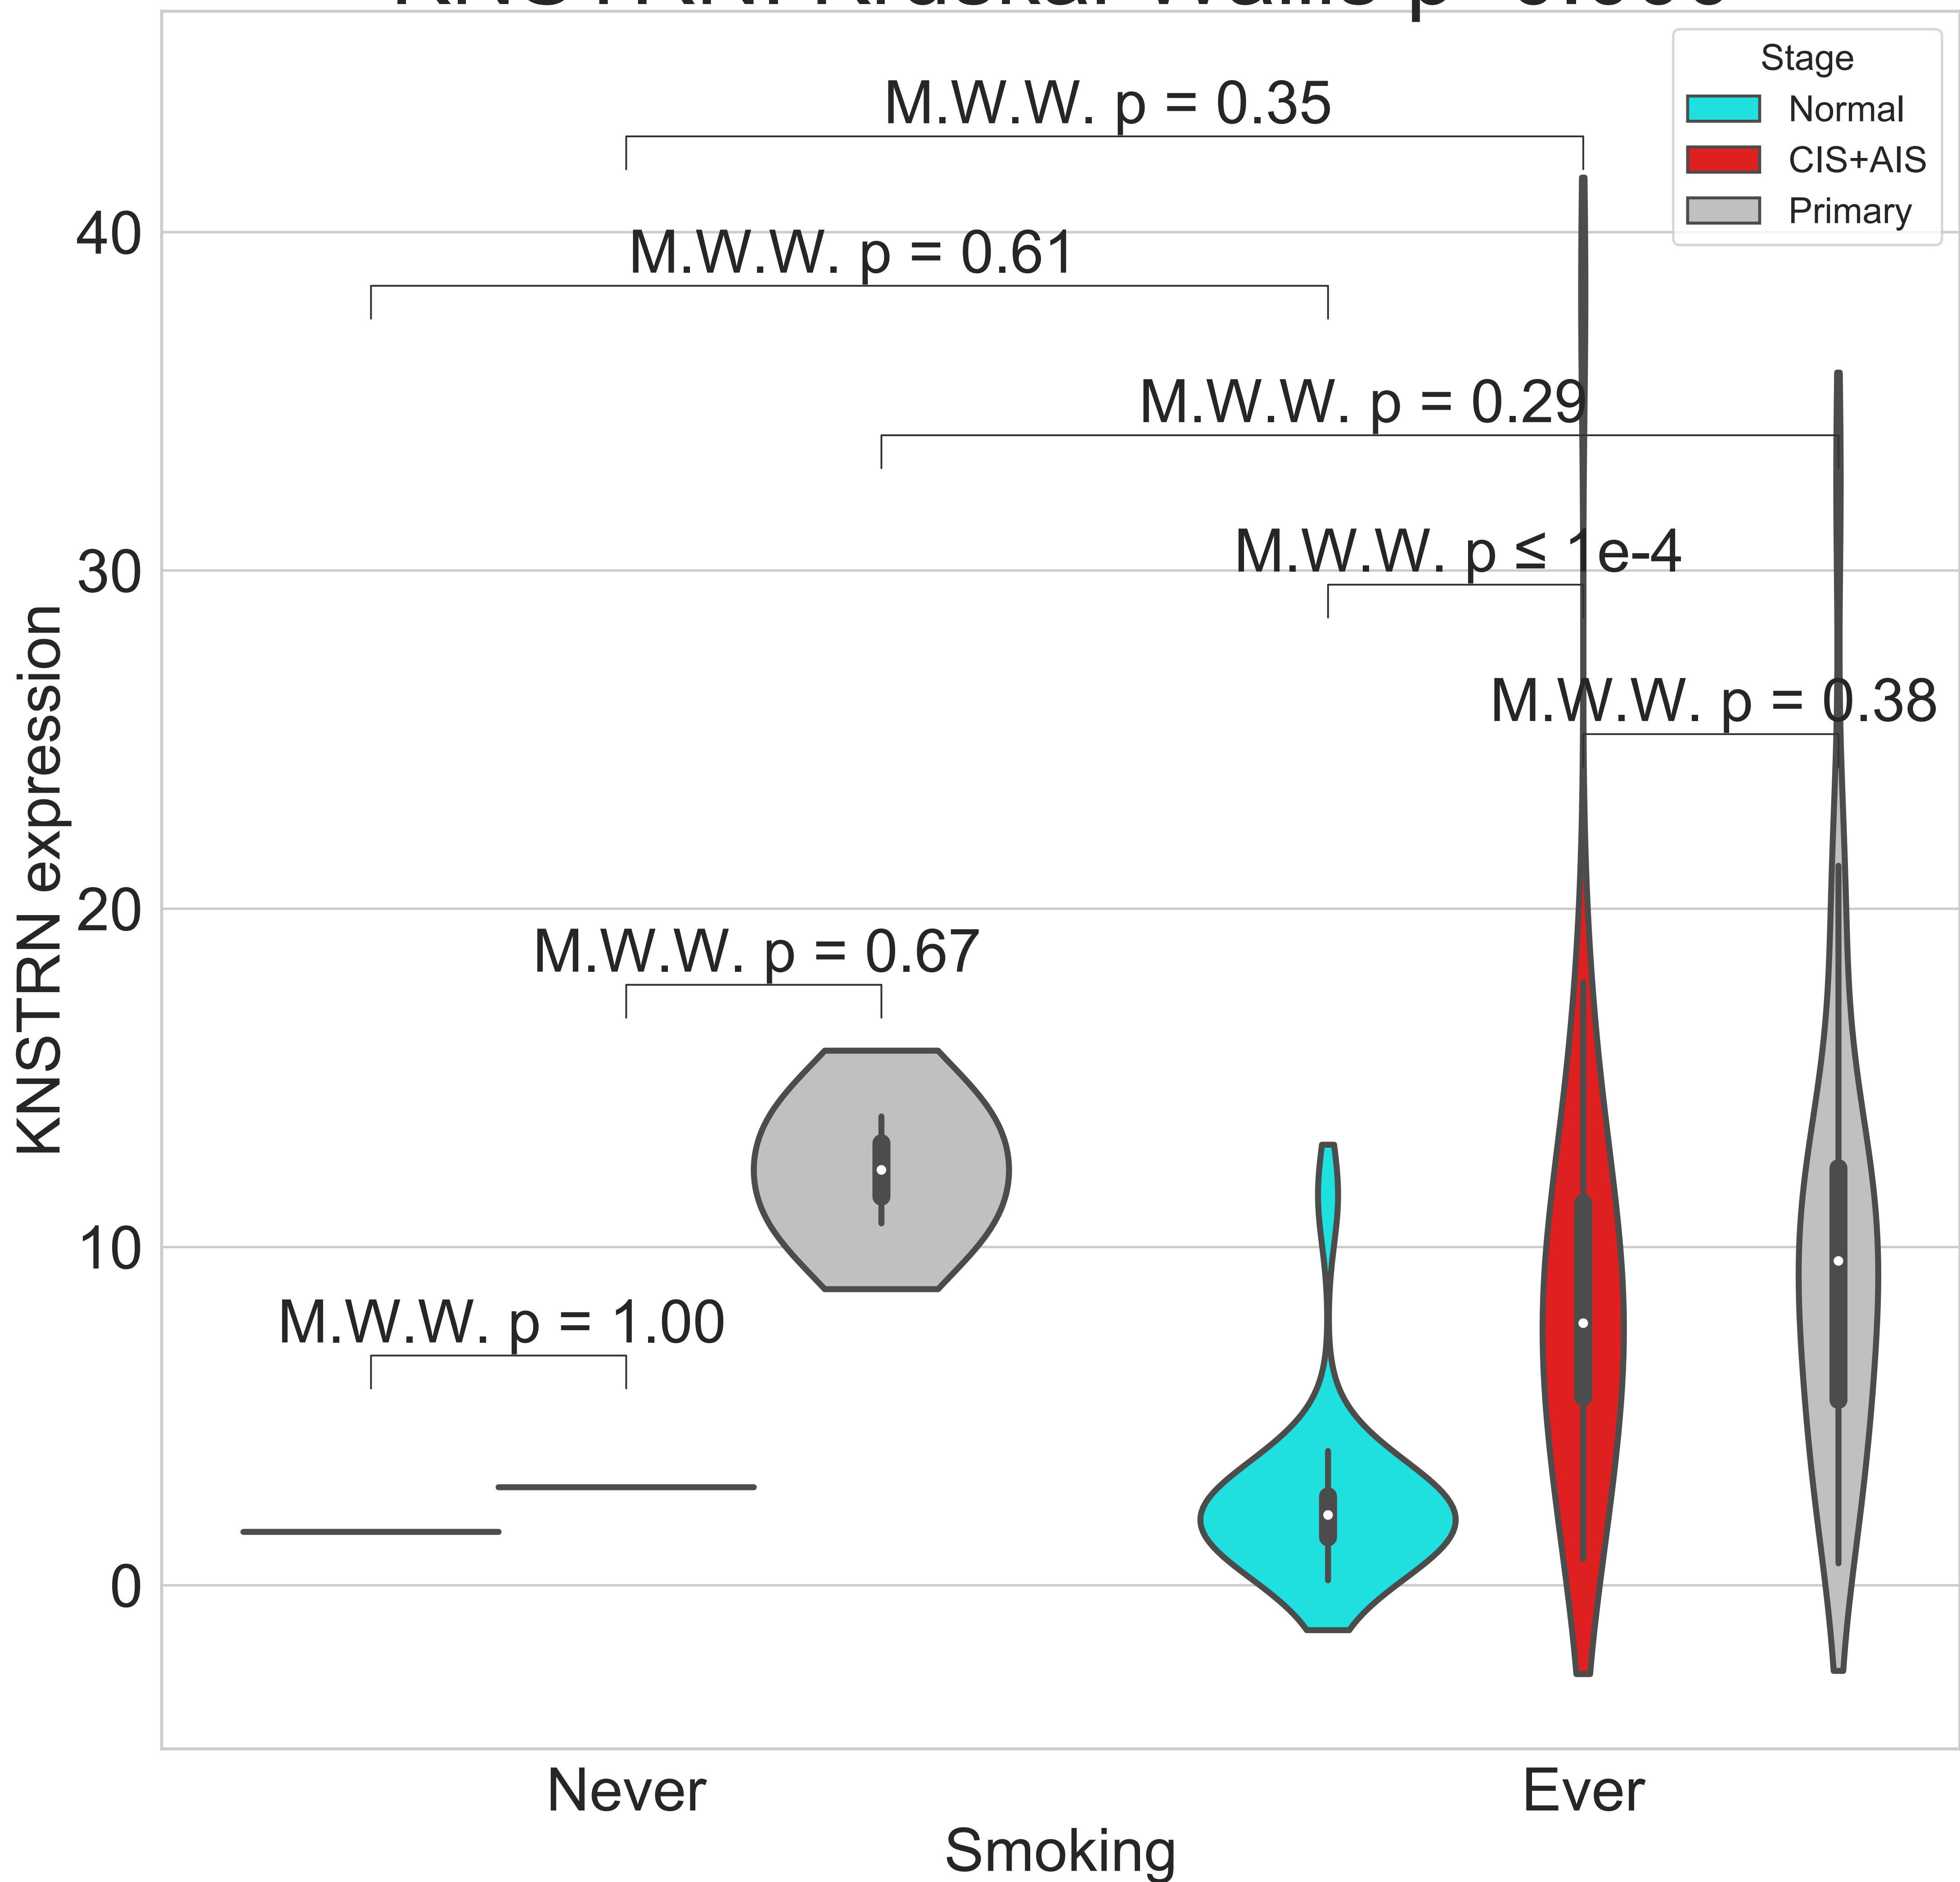 Stage
Normal
CIS+AIS
Primary
M.W.W. p = 0.35
40
M.W.W. p = 0.61
M.W.W. p = 0.29
M.W.W. p ≤ 1e-4
30
M.W.W. p = 0.38
KNSTRN expression
20
M.W.W. p = 0.67
10
M.W.W. p = 1.00
0
Never
Ever
Smoking